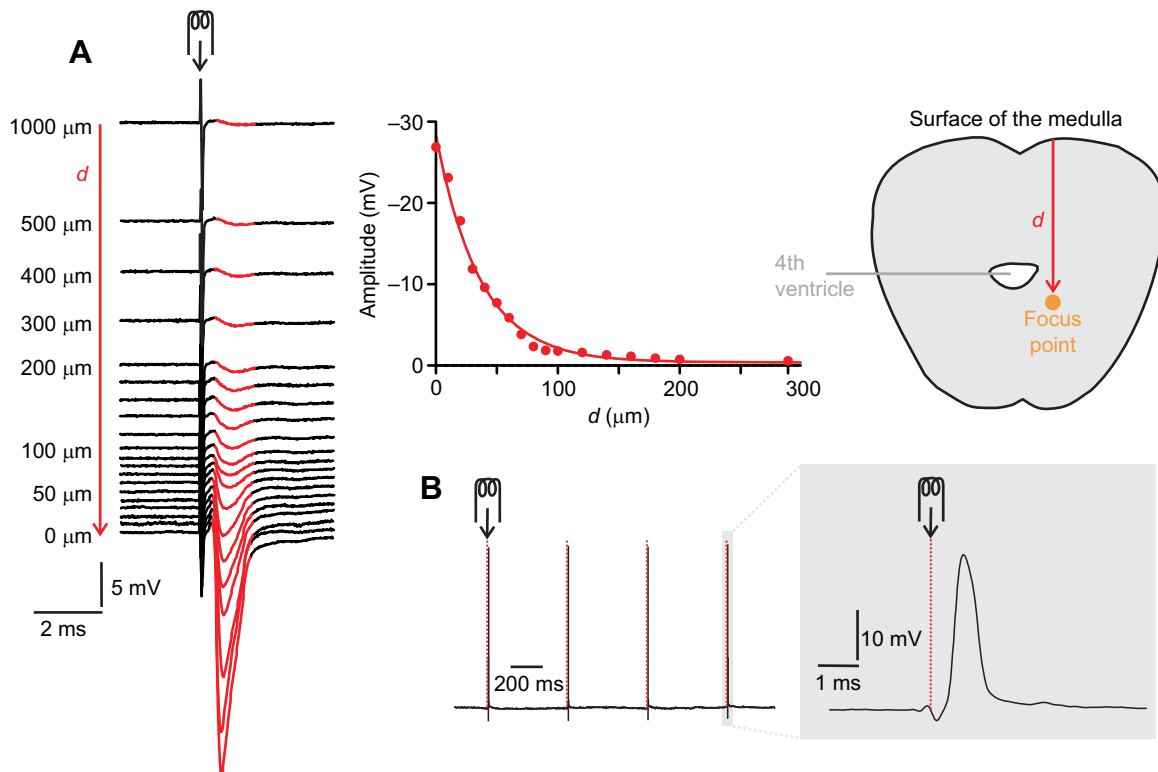 A
1000 μm
d
500 μm
400 μm
300 μm
200 μm
100 μm
50 μm
0 μm
5 mV
2 ms
Amplitude (mV)
–30
–20
–10
0
0
100
200
300
d (μm)
Surface of the medulla
d
4th
ventricle
Focus
point
B
200 ms
10 mV
1 ms